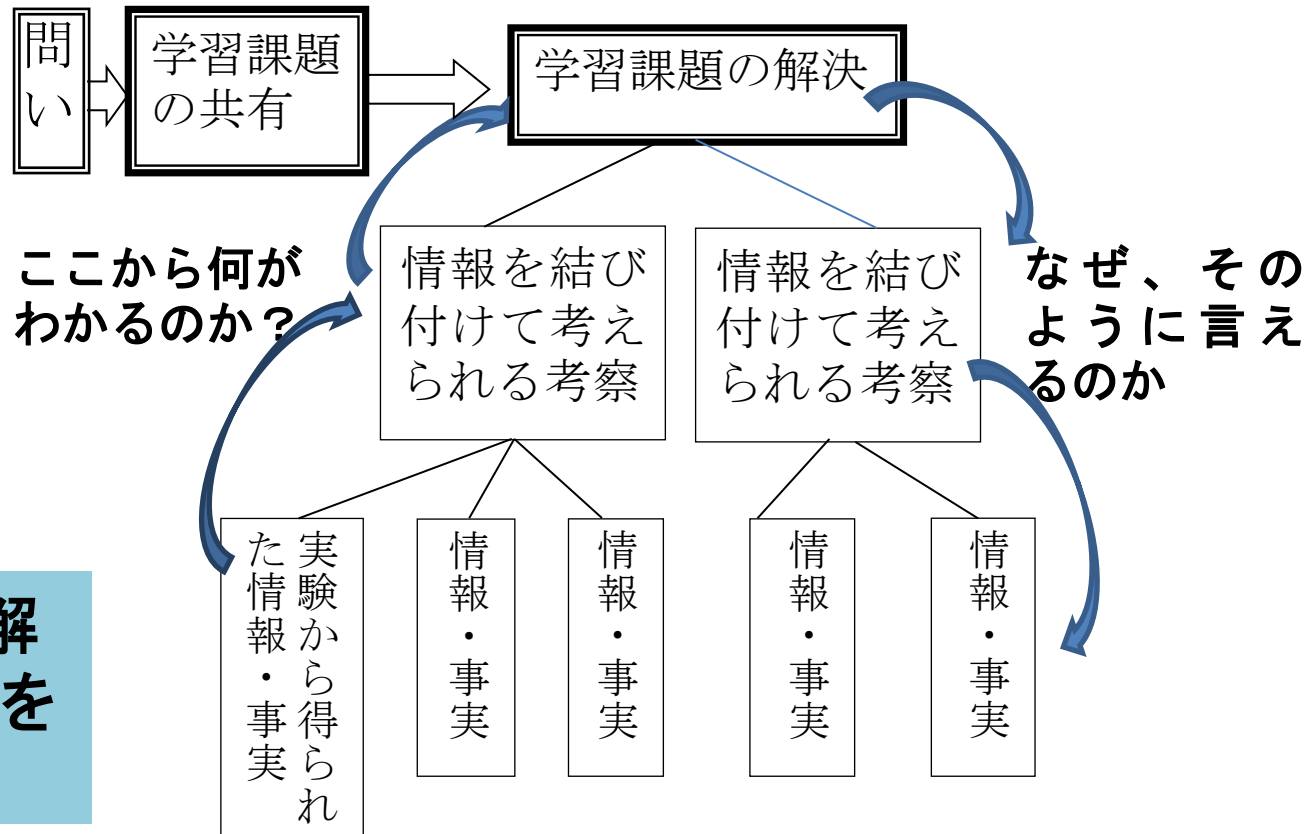 問
い
学習課題
の共有
学習課題の解決
ここから何が
わかるのか?
情報を結び
付けて考え
られる考察
情報を結び
付けて考え
られる考察
なぜ、その
ように言え
るのか
実験から得られ
た情報・事実
情報・事実
情報・事実
情報・事実
情報・事実
解
を